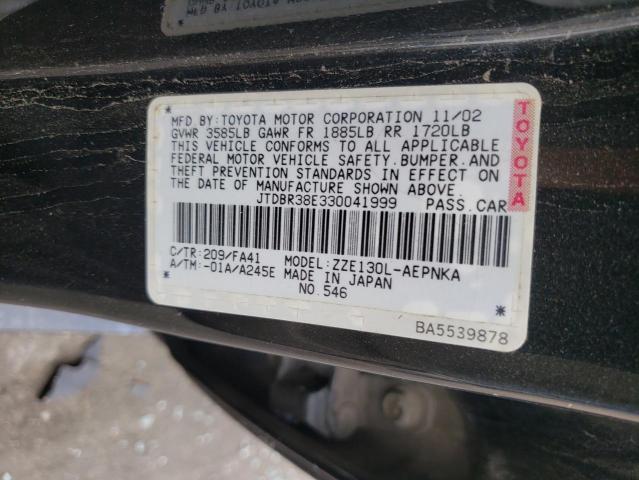 MFD BY:TOYOTA MOTOR CORPORATION 11/02
GVWR 3585LB GAWR FR 1885LB RR 1720LB
THIS VEHICLE CONFORMS TO ALL APPLICABLE
FEDERAL MOTOR VEHICLE SAFETY,BUMPER,AND
THEFT PREVENTION STANDARDS IN EFFECT ON
THE DATE OF MANUFACTURE SHOWN ABOVE.
JTDBR38E330041999 PASS.CAR
TOYOTA
C/TR:209/FA41 MODEL:ZZE130L-AEPNKA
A/TM:-01A/A245E MADE IN JAPAN
NO.546
BA5539878